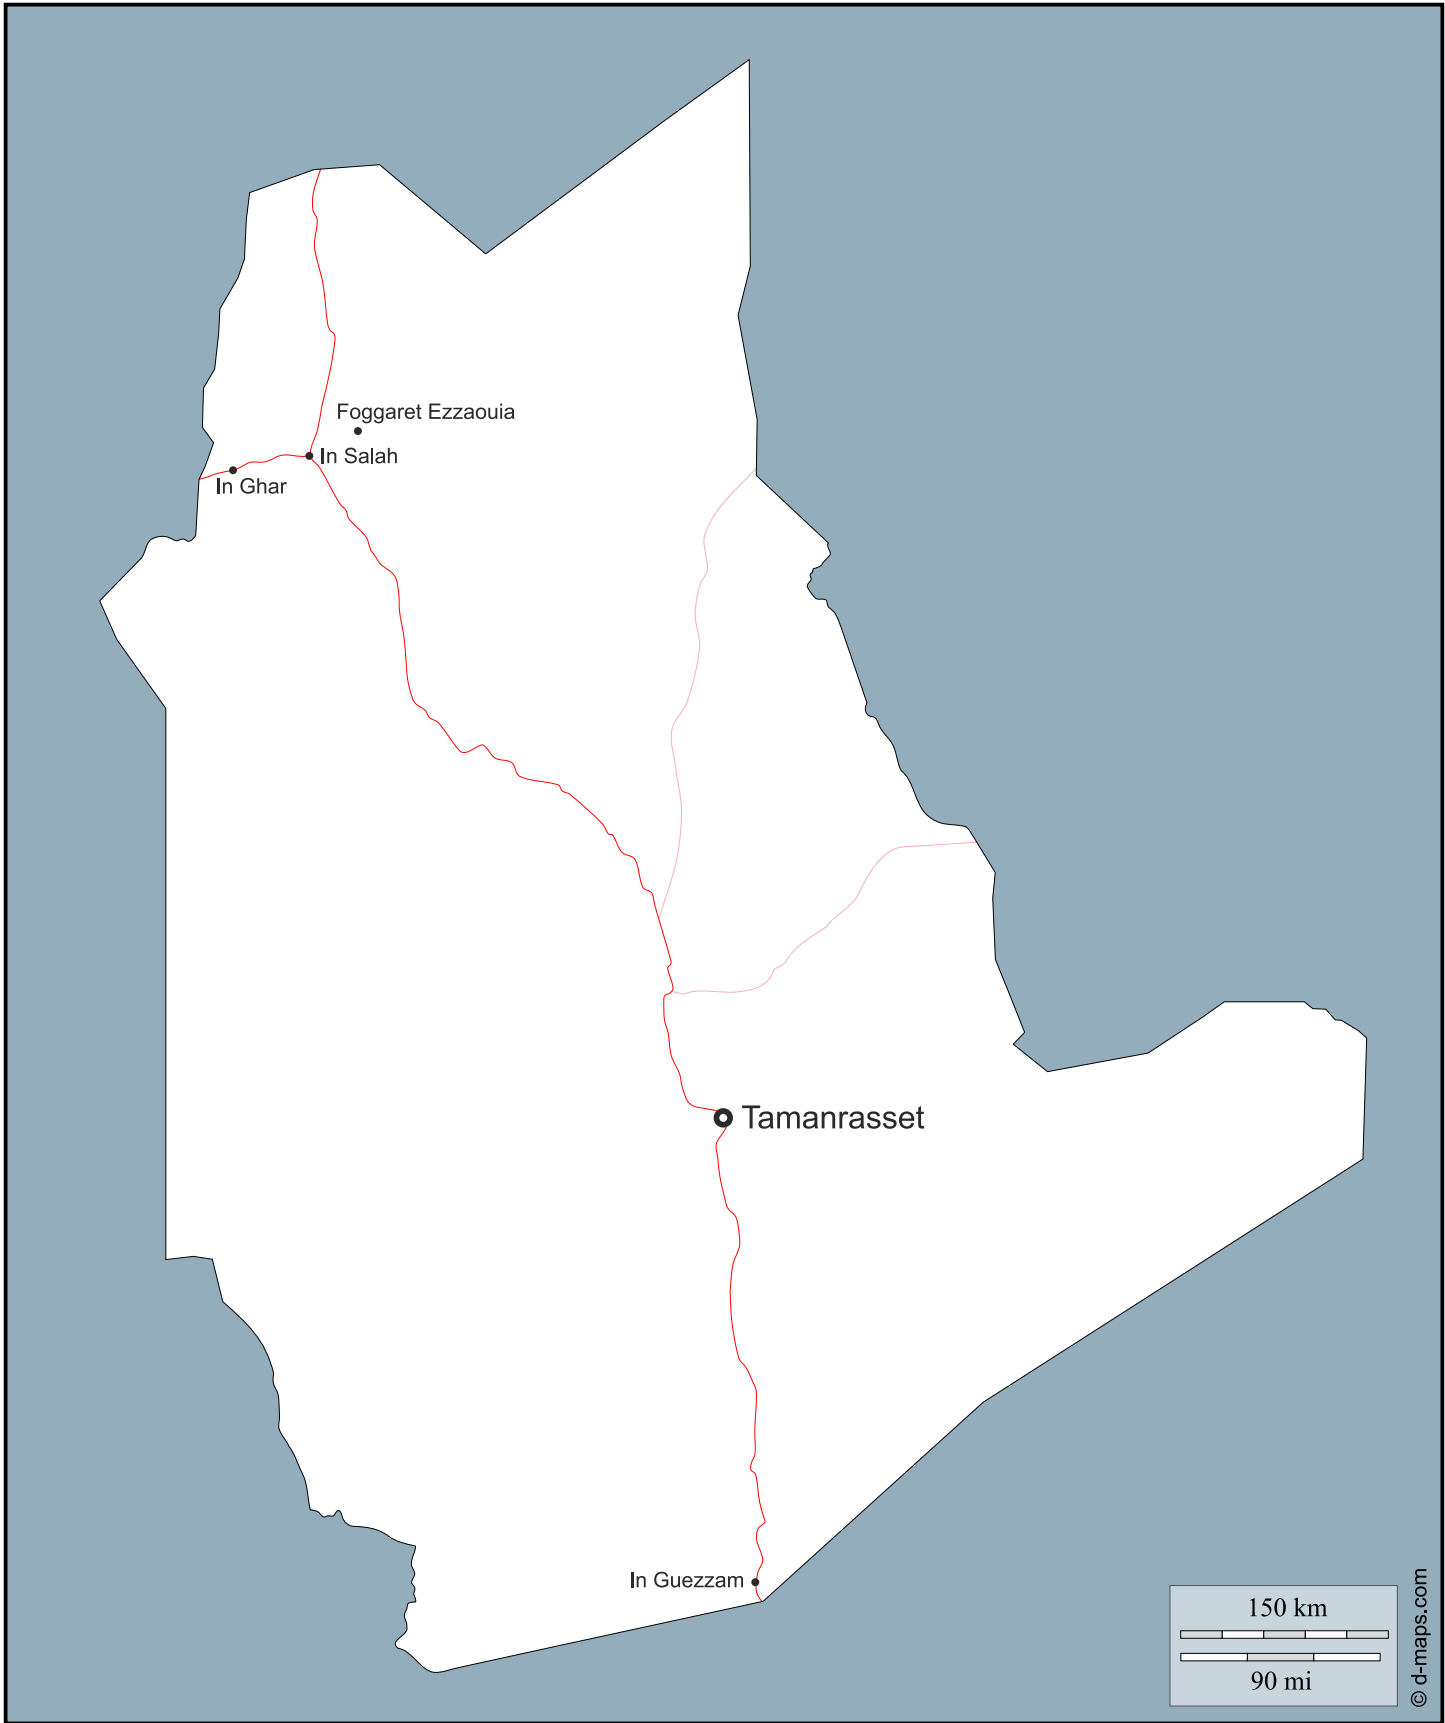 Foggaret Ezzaouia
In Salah
In Ghar
Tamanrasset
In Guezzam
150 km
90 mi
© d-maps.com